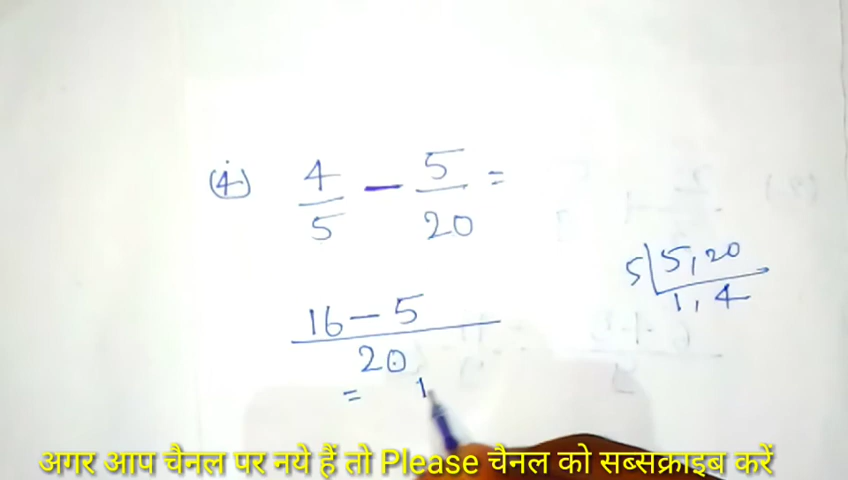 (4) 4/5 - 5/20 =
5 | 5, 20
1, 4
16 - 5 / 20
= 1
अगर आप चैनल पर नये हैं तो Please चैनल को सब्सक्राइब करें